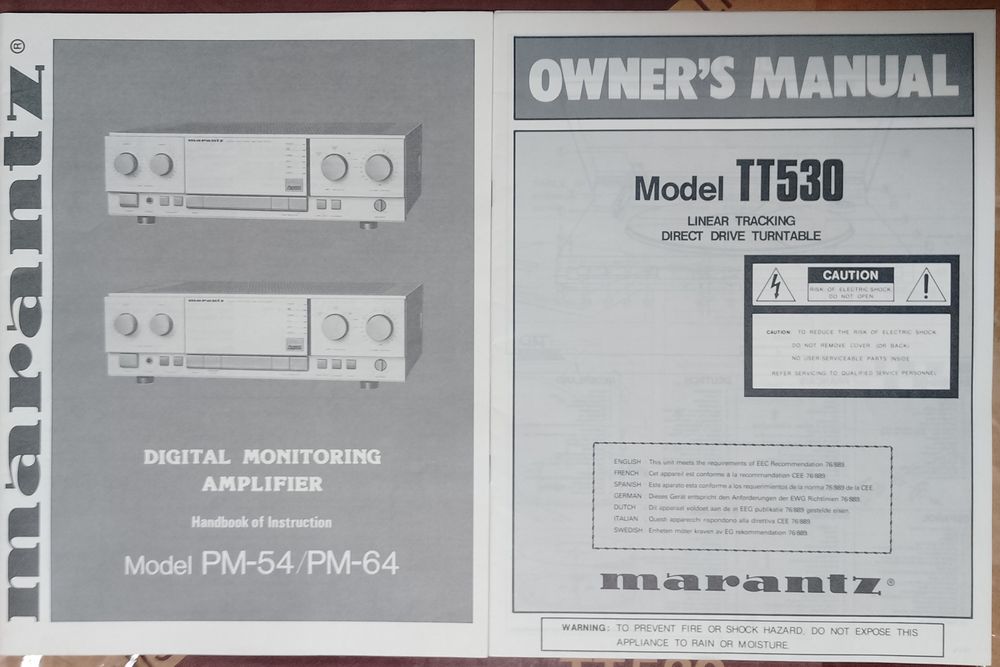 marantz®
marantz
marantz
DIGITAL MONITORING
AMPLIFIER
Handbook of Instruction
Model PM-54/PM-64
OWNER'S MANUAL
Model TT530
LINEAR TRACKING
DIRECT DRIVE TURNTABLE
CAUTION
RISK OF ELECTRIC SHOCK
DO NOT OPEN
CAUTION: TO REDUCE THE RISK OF ELECTRIC SHOCK
DO NOT REMOVE COVER (OR BACK)
NO USER-SERVICEABLE PARTS INSIDE
REFER SERVICING TO QUALIFIED SERVICE PERSONNEL
ENGLISH This unit meets the requirements of EEC Recommendation 76/889.
FRENCH Cet appareil est conforme à la recommandation CEE 76/889.
SPANISH Este aparato esta conforme a los requerimientos de la norma 76/889 de la CEE.
GERMAN Dieses Gerät entspricht den Anforderungen der EWG Richtlinien 76/889.
DUTCH Dit apparaat voldoet aan de in EEG publikatie 76/889 gestelde eisen.
ITALIAN Questi apparecchi rispondono alla direttiva CEE 76/889.
SWEDISH Enheten möter kraven av EG rekommendation 76/889.
marantz®
WARNING: TO PREVENT FIRE OR SHOCK HAZARD, DO NOT EXPOSE THIS
APPLIANCE TO RAIN OR MOISTURE.
TT530